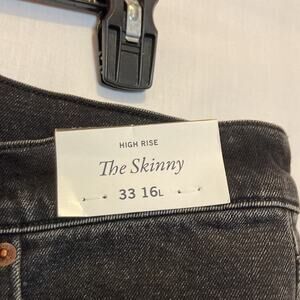 HIGH RISE
The Skinny
33 16L